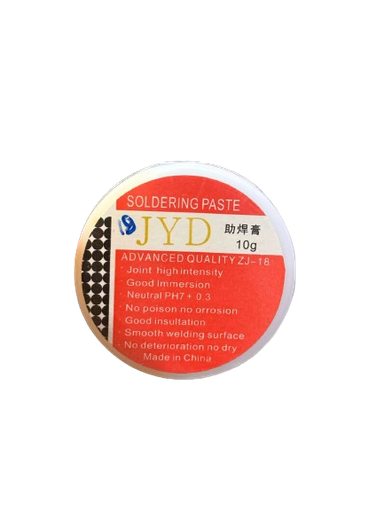 SOLDERING PASTE
JYD 助焊膏
10g
ADVANCED QUALITY ZJ-18
· Joint high intensity
· Good Immersion
· Neutral PH7 ± 0.3
· No poison no orrosion
· Good insultation
· Smooth welding surface
· No deterioration no dry
Made in China